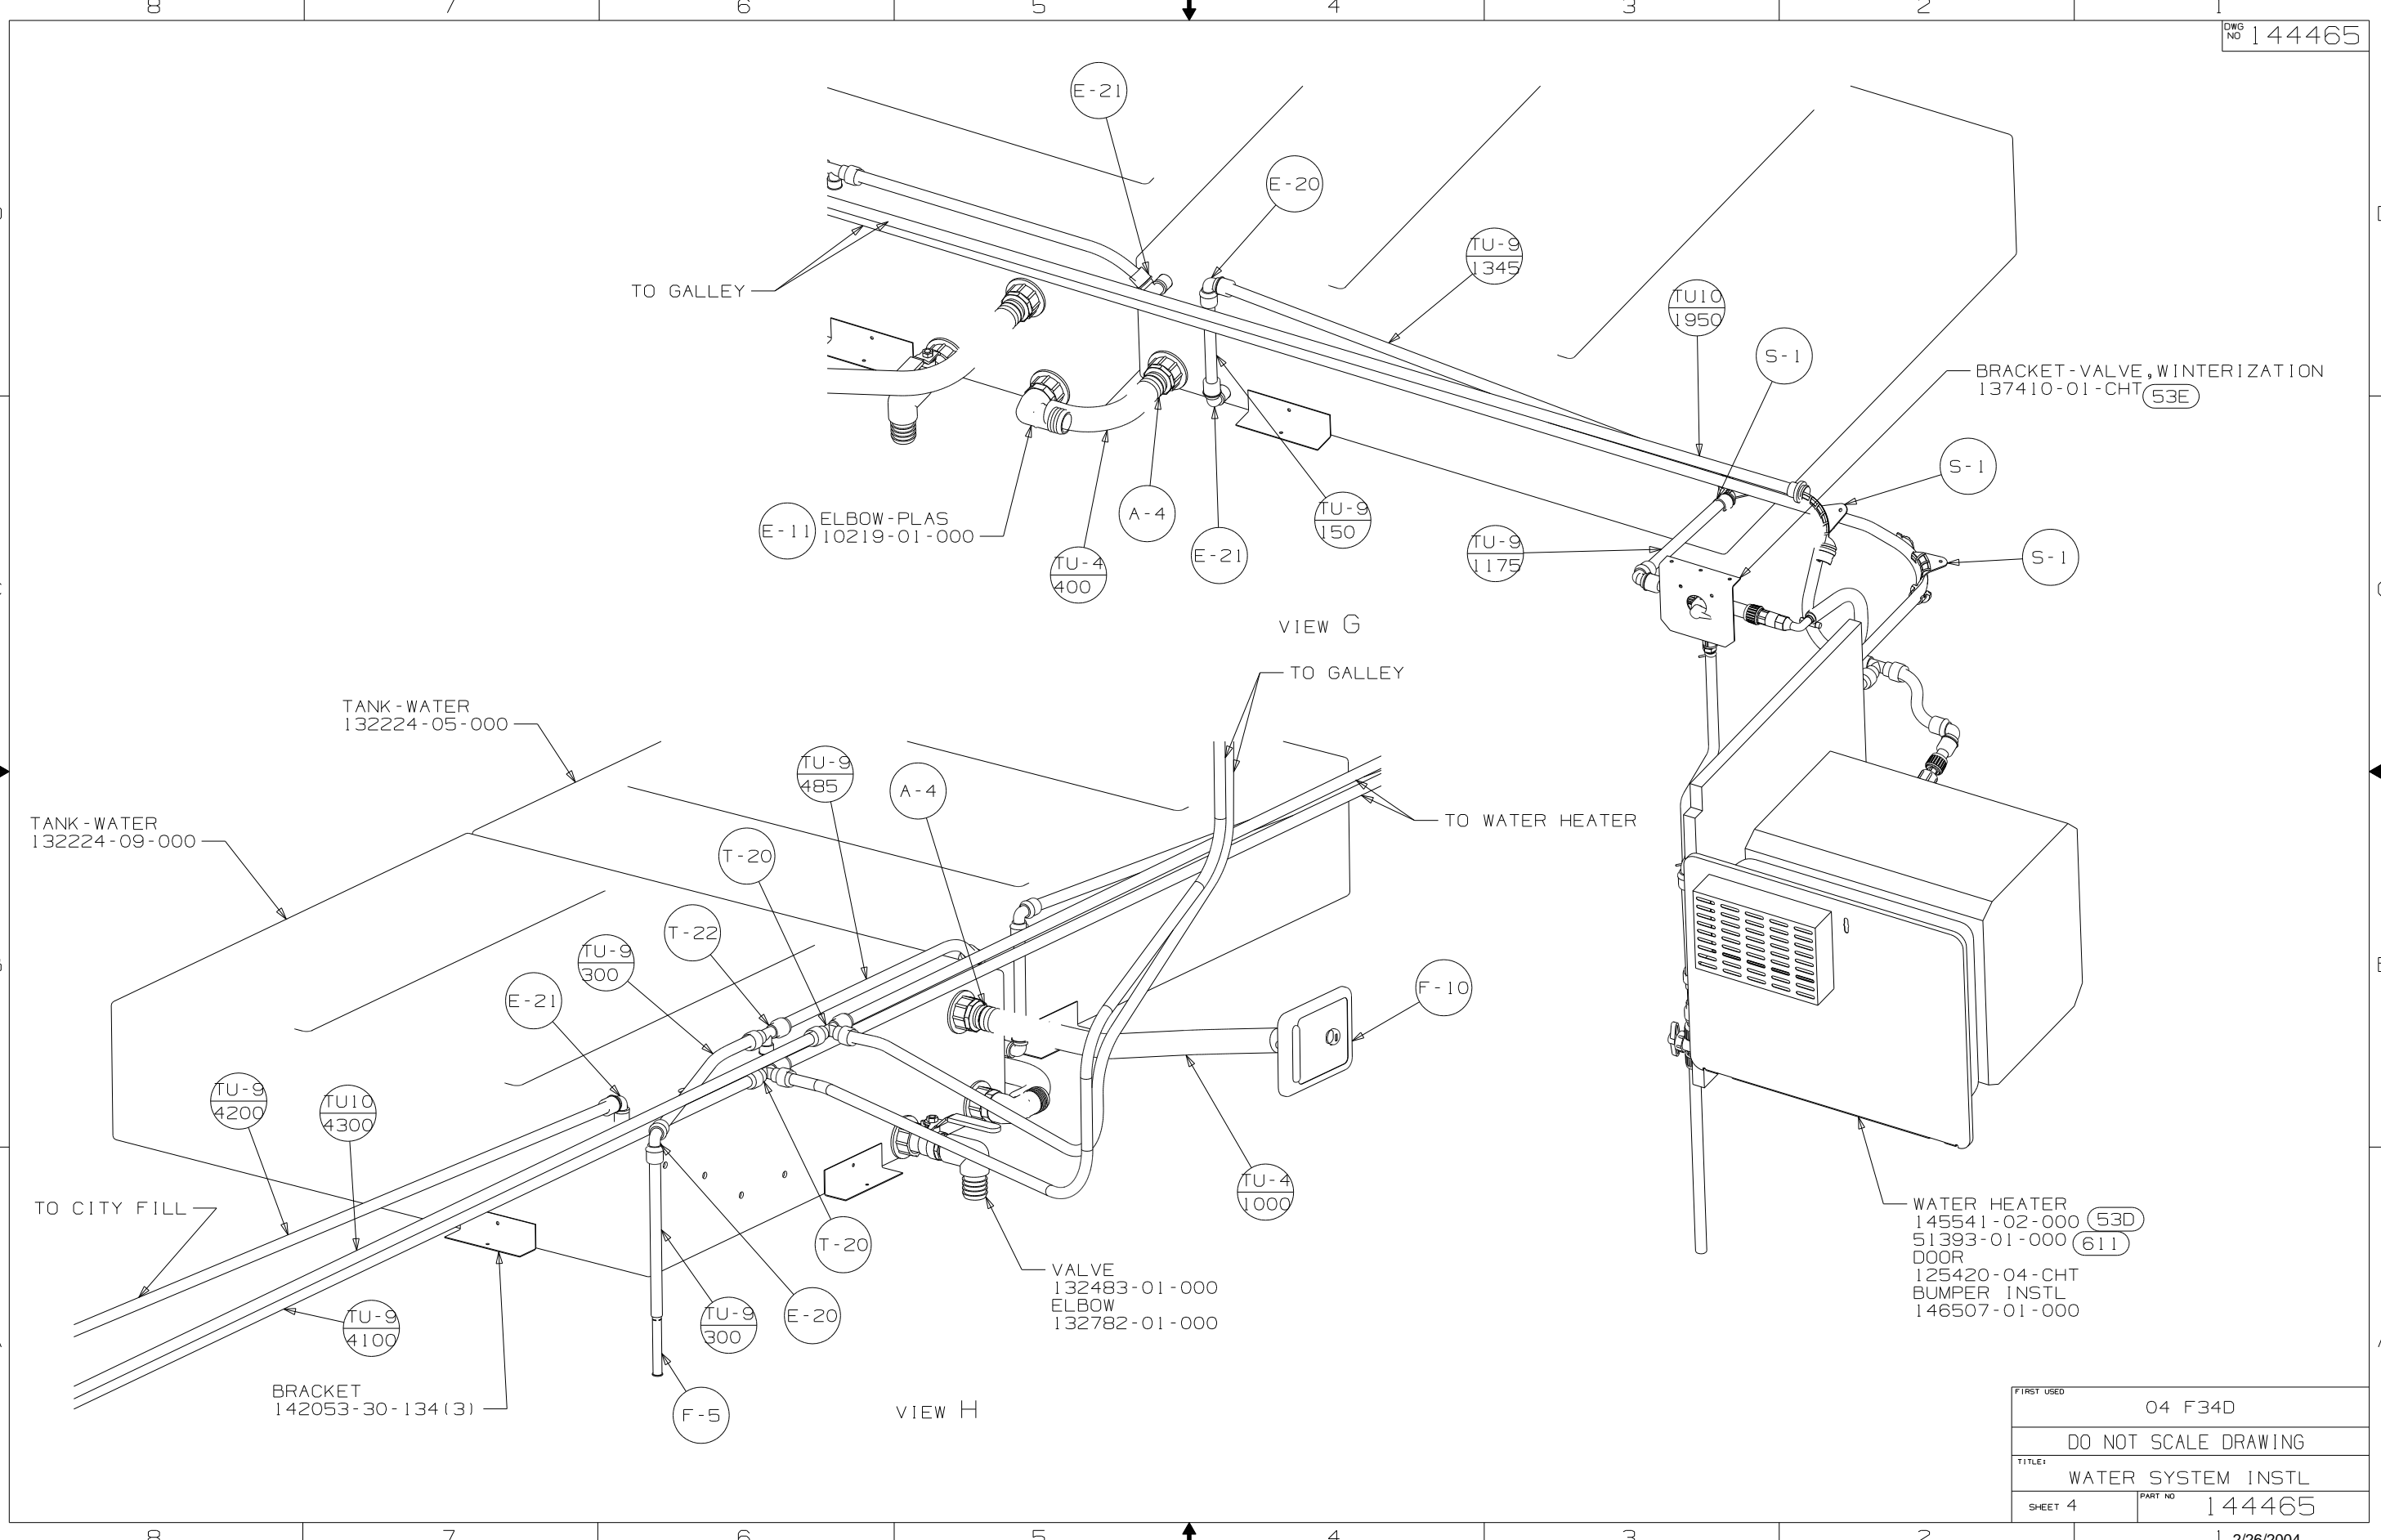 8 7 6 5 4 3 2 1
DWG NO 144465
E-21
E-20
TU-9
1345
TO GALLEY
TU10
1950
S-1
BRACKET-VALVE,WINTERIZATION
137410-01-CHT 53E
S-1
E-11
ELBOW-PLAS
10219-01-000
A-4
TU-9
150
TU-4
400
E-21
TU-9
1175
S-1
VIEW G
TO GALLEY
TANK-WATER
132224-05-000
TU-9
485
A-4
TANK-WATER
132224-09-000
TO WATER HEATER
T-20
T-22
TU-9
300
E-21
F-10
TU-9
4200
TU10
4300
TO CITY FILL
TU-4
1000
T-20
WATER HEATER
145541-02-000 53D
51393-01-000 611
DOOR
125420-04-CHT
BUMPER INSTL
146507-01-000
VALVE
132483-01-000
ELBOW
132782-01-000
TU-9
4100
TU-9
300
E-20
BRACKET
142053-30-134(3)
F-5
VIEW H
FIRST USED
04 F34D
DO NOT SCALE DRAWING
TITLE:
WATER SYSTEM INSTL
SHEET 4
PART NO 144465
8 7 6 5 4 3 2 1
2/26/2004